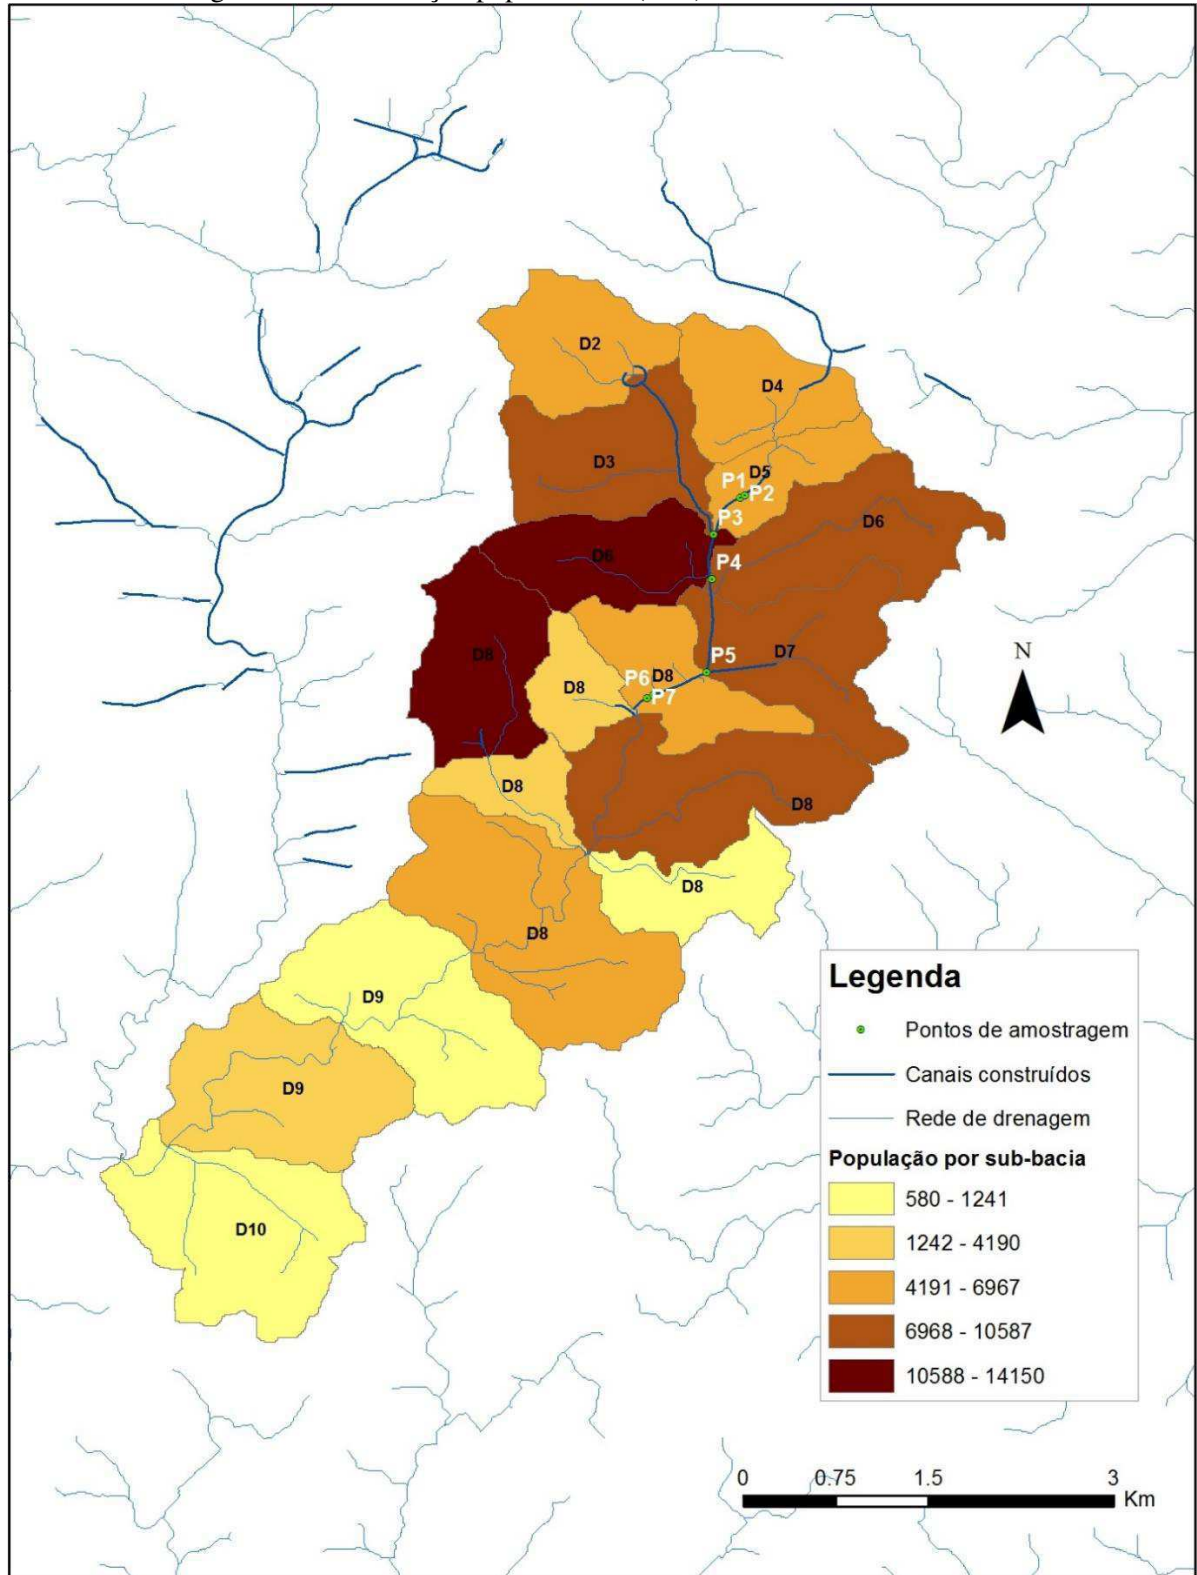 D2
D4
D3
D5
P1
P2
P3
D6
D6
P4
D8
D7
P5
D8
D8
P6
P7
N
D8
D8
D8
D8
D9
D9
D10
Legenda
Pontos de amostragem
Canais construídos
Rede de drenagem
População por sub-bacia
580 - 1241
1242 - 4190
4191 - 6967
6968 - 10587
10588 - 14150
0 0.75 1.5 3
Km